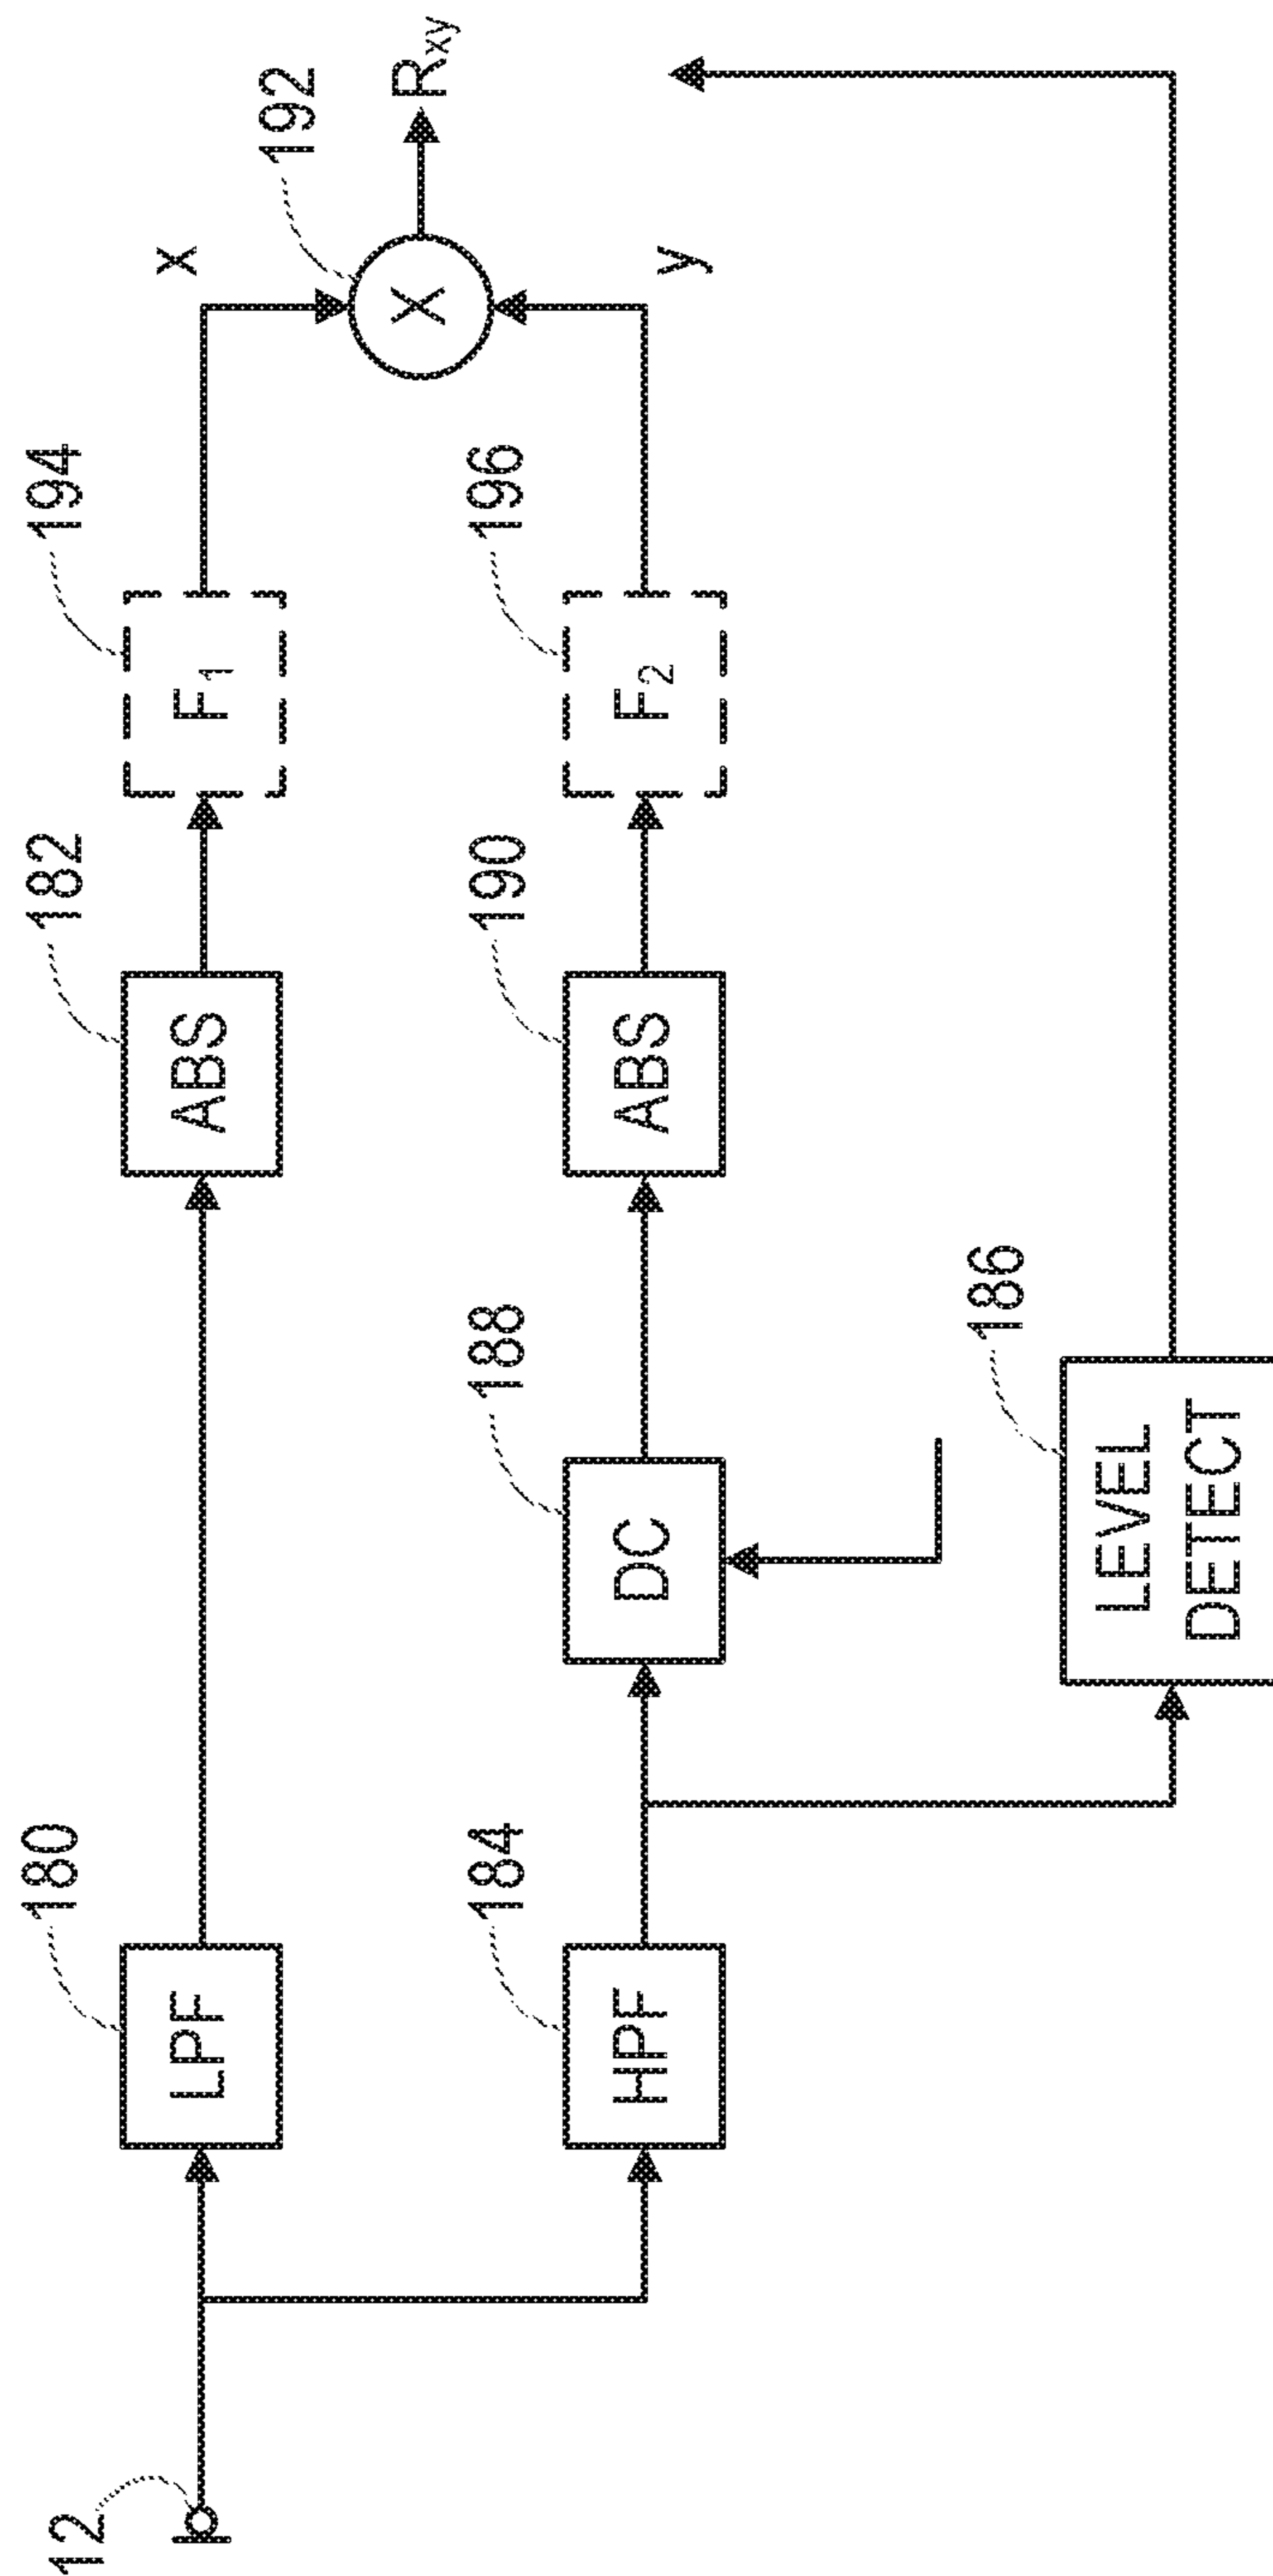 12
180
LPF
182
ABS
194
F₁
x
192
X
Rxy
184
HPF
188
DC
190
ABS
196
F₂
y
186
LEVEL
DETECT